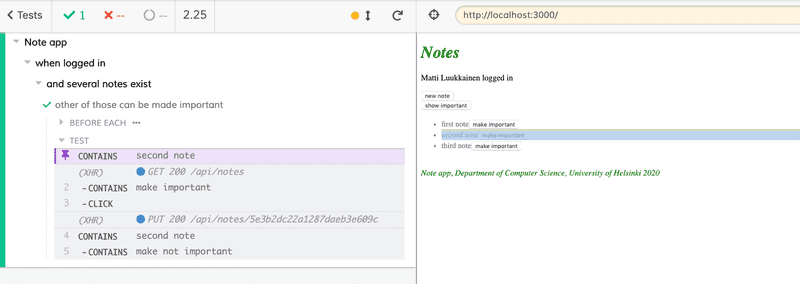 Tests 1 -- -- 2.25
Note app
when logged in
and several notes exist
other of those can be made important
BEFORE EACH
TEST
CONTAINS second note
(XHR) GET 200 /api/notes
2 -CONTAINS make important
3 -CLICK
(XHR) PUT 200 /api/notes/5e3b2dc22a1287daeb3e609c
4 CONTAINS second note
5 -CONTAINS make not important
http://localhost:3000/
Notes
Matti Luukkainen logged in
new note
show important
first note make important
second note make important
third note make important
Note app, Department of Computer Science, University of Helsinki 2020